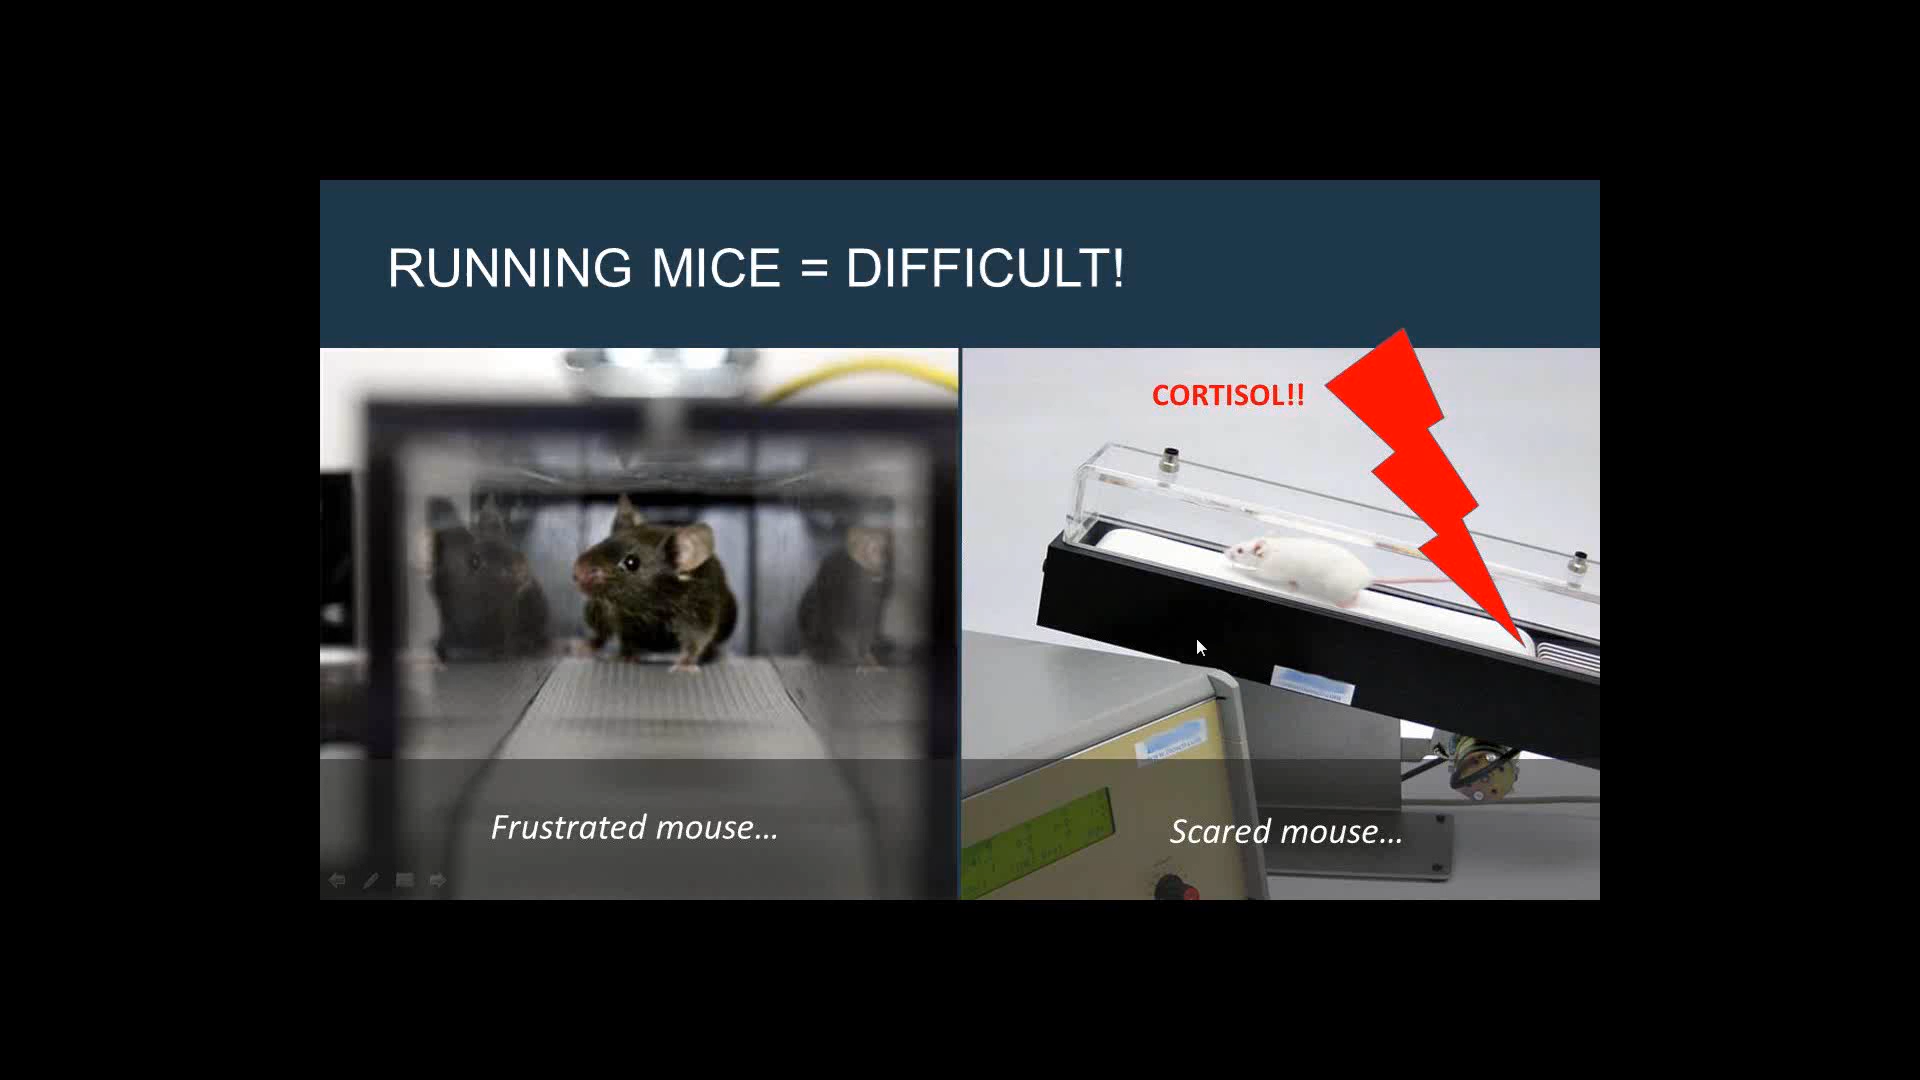 RUNNING MICE = DIFFICULT!
CORTISOL!!
Frustrated mouse...
Scared mouse...